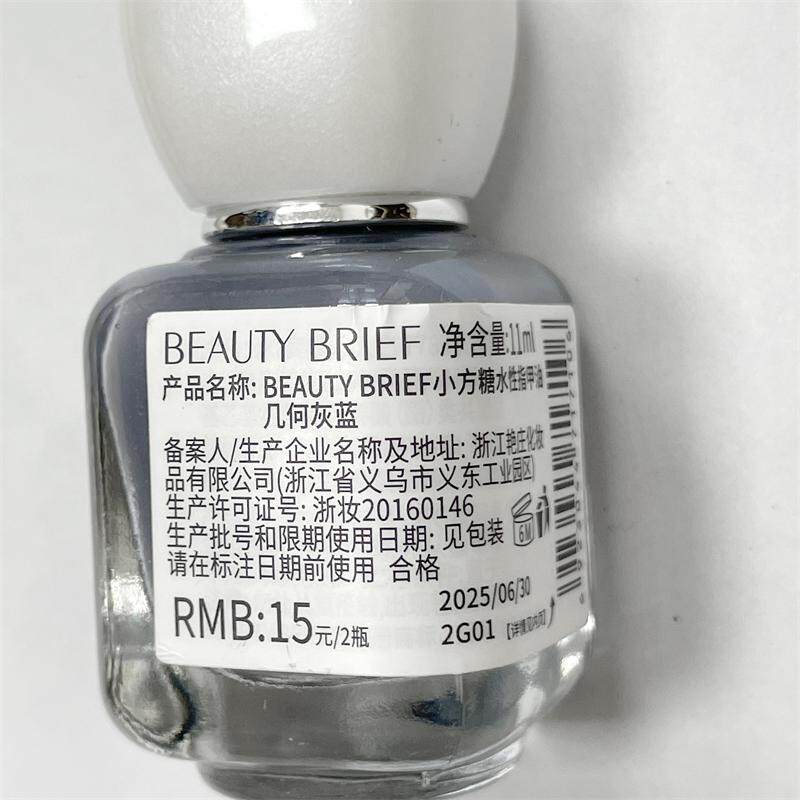 BEAUTY BRIEF 净含量:11ml
产品名称: BEAUTY BRIEF小方糖水性指甲油
几何灰蓝
备案人/生产企业名称及地址: 浙江艳庄化妆
品有限公司(浙江省义乌市义东工业园区)
生产许可证号: 浙妆20160146
生产批号和限期使用日期: 见包装
请在标注日期前使用 合格
6M
RMB:15元/2瓶
2025/06/30
2G01 【详情见内页】